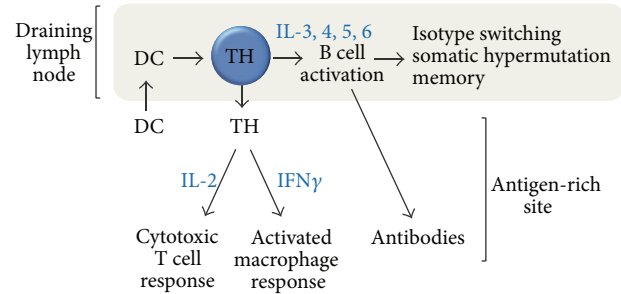 Draining
lymph
node
DC
TH
IL-3, 4, 5, 6
B cell
activation
Isotype switching
somatic hypermutation
memory
DC
TH
IL-2
IFNγ
Antigen-rich
site
Cytotoxic
T cell
response
Activated
macrophage
response
Antibodies